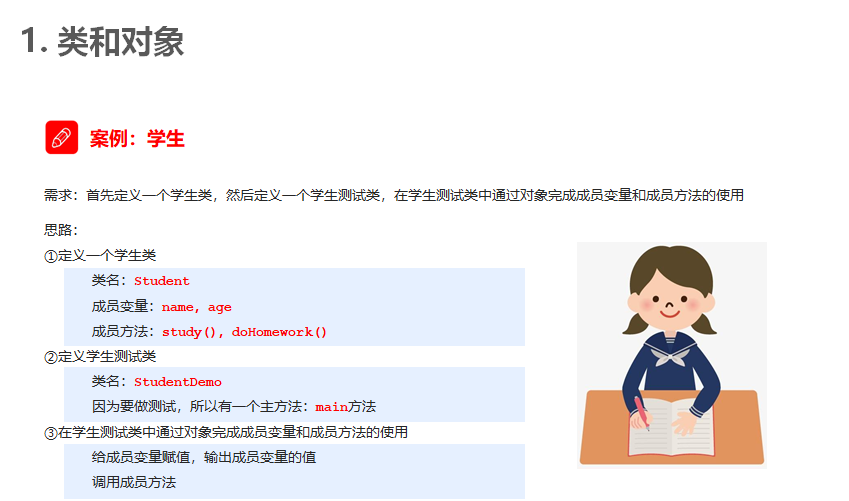 1. 类和对象
案例：学生
需求：首先定义一个学生类，然后定义一个学生测试类，在学生测试类中通过对象完成成员变量和成员方法的使用
思路：
①定义一个学生类
类名：Student
成员变量：name, age
成员方法：study(), doHomework()
②定义学生测试类
类名：StudentDemo
因为要做测试，所以有一个主方法：main方法
③在学生测试类中通过对象完成成员变量和成员方法的使用
给成员变量赋值，输出成员变量的值
调用成员方法